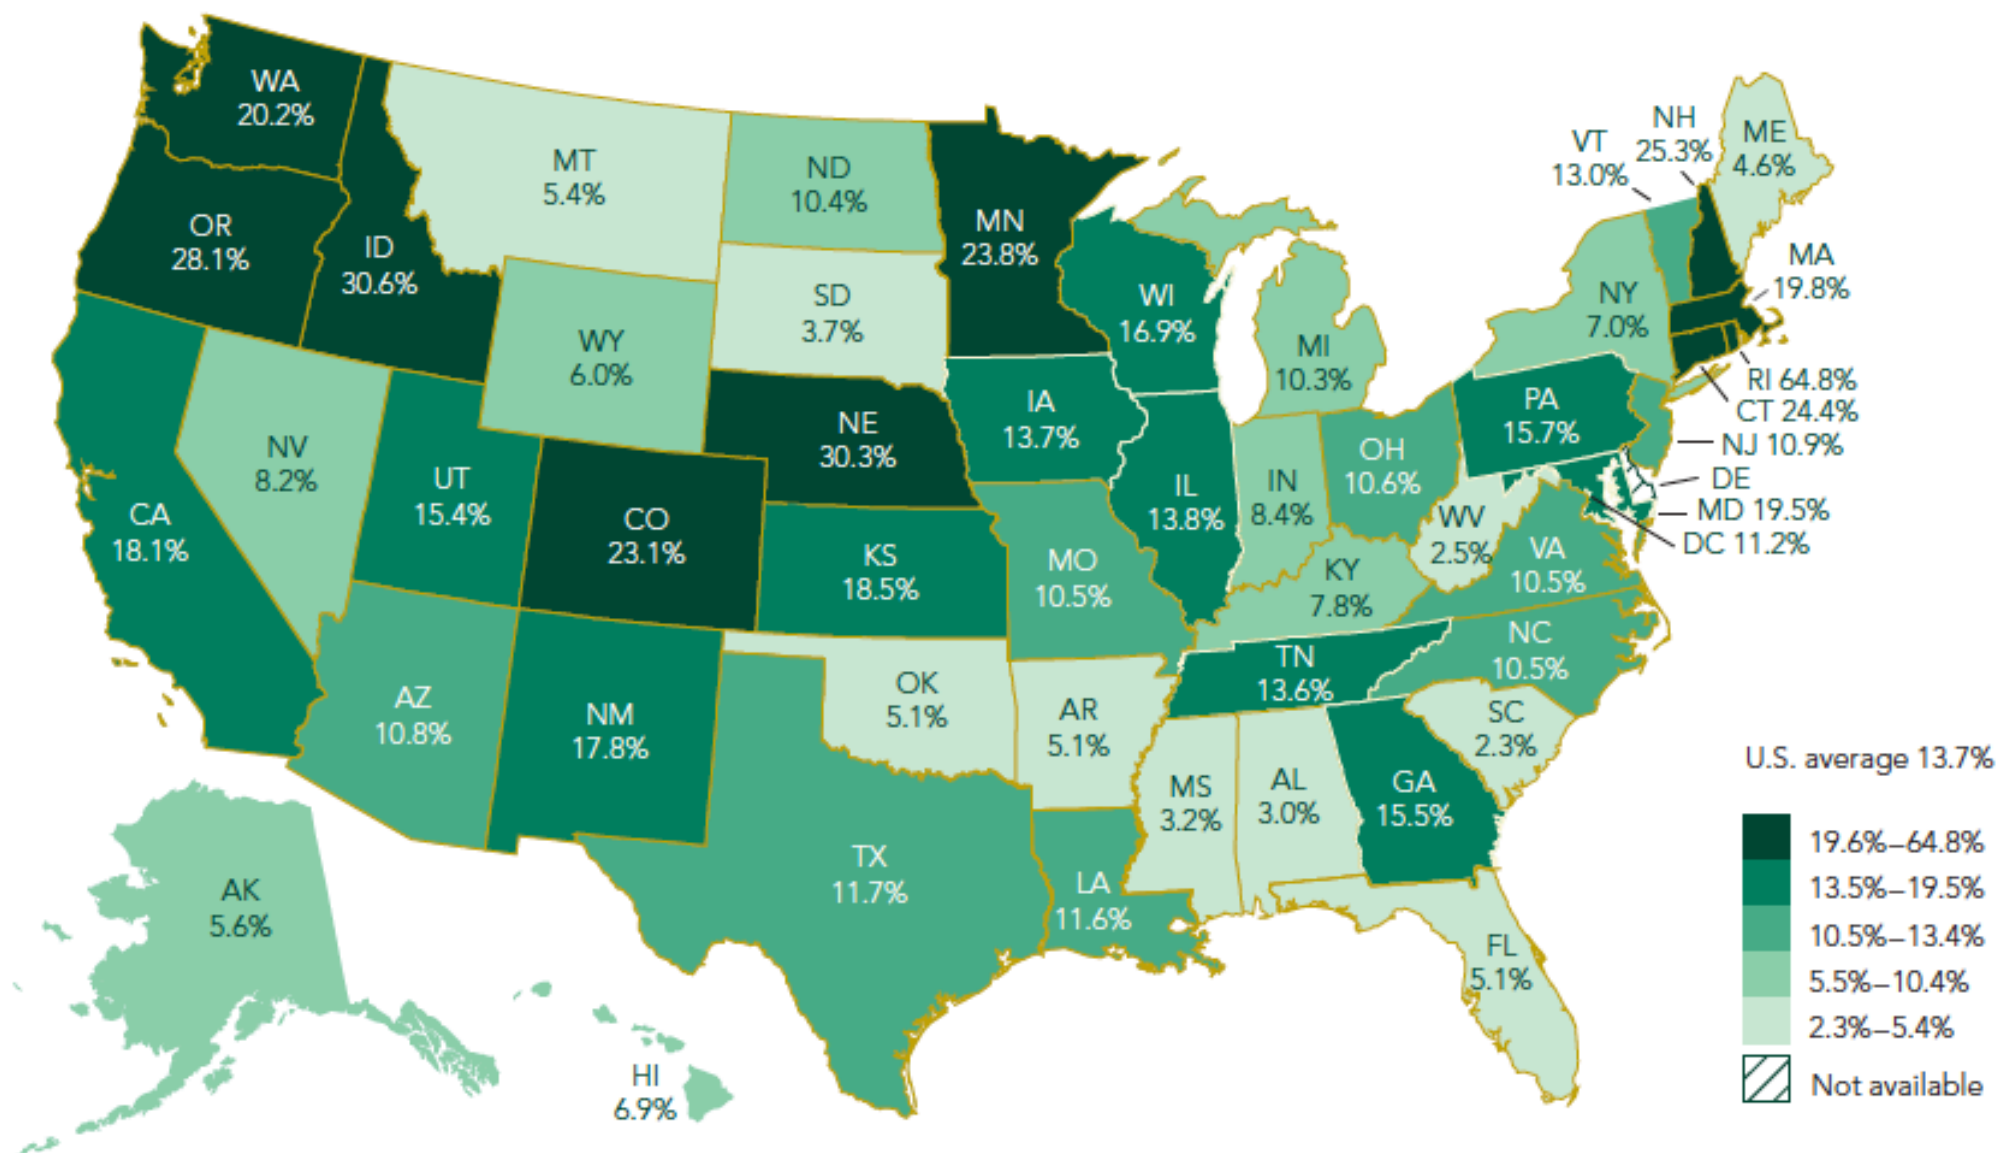 WA
20.2%
OR
28.1%
ID
30.6%
MT
5.4%
ND
10.4%
MN
23.8%
SD
3.7%
WY
6.0%
WI
16.9%
MI
10.3%
VT
13.0%
NH
25.3%
ME
4.6%
NY
7.0%
MA
19.8%
RI 64.8%
CT 24.4%
NJ 10.9%
DE
MD 19.5%
DC 11.2%
PA
15.7%
NE
30.3%
IA
13.7%
NV
8.2%
UT
15.4%
CA
18.1%
CO
23.1%
KS
18.5%
MO
10.5%
IL
13.8%
IN
8.4%
OH
10.6%
WV
2.5%
VA
10.5%
KY
7.8%
NC
10.5%
TN
13.6%
SC
2.3%
AZ
10.8%
NM
17.8%
OK
5.1%
AR
5.1%
MS
3.2%
AL
3.0%
GA
15.5%
TX
11.7%
LA
11.6%
FL
5.1%
AK
5.6%
HI
6.9%
U.S. average 13.7%
19.6%–64.8%
13.5%–19.5%
10.5%–13.4%
5.5%–10.4%
2.3%–5.4%
Not available